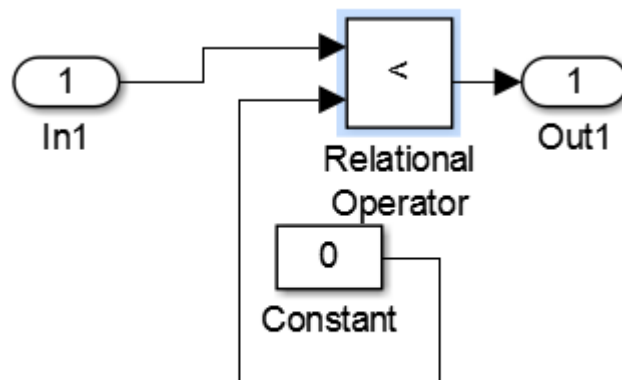 1
In1
<
1
Out1
Relational
Operator
0
Constant